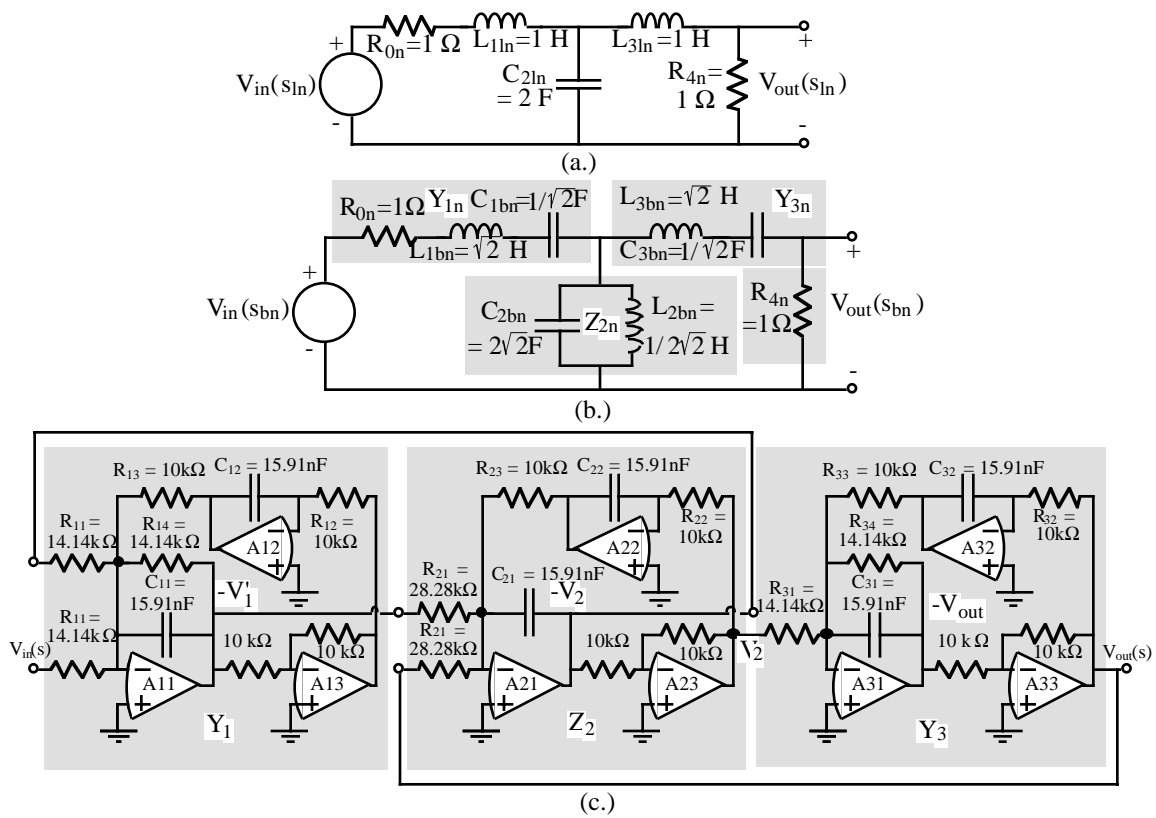 R0n=1 Ω
L1ln=1 H
L3ln=1 H
+
+
Vin(sln)
C2ln
= 2 F
R4n=
1 Ω
Vout(sln)
-
-
(a.)
R0n=1Ω
Y1n
C1bn=1/√2F
L3bn=√2 H
Y3n
L1bn=√2 H
C3bn=1/√2F
+
+
Vin(sbn)
C2bn
= 2√2F
Z2n
L2bn=
1/ 2√2 H
R4n
=1Ω
Vout(sbn)
-
-
(b.)
R13 = 10kΩ
C12 = 15.91nF
R23 = 10kΩ
C22 = 15.91nF
R33 = 10kΩ
C32 = 15.91nF
R11 =
14.14kΩ
R14 =
14.14kΩ
A12
R12 =
10kΩ
A22
R22 =
10kΩ
R34 =
14.14kΩ
A32
R32 =
10kΩ
C11 =
15.91nF
-V'1
R21 =
28.28kΩ
C21 = 15.91nF
-V2
R31 =
14.14kΩ
C31 =
15.91nF
-Vout
R11 =
14.14kΩ
10 kΩ
10 kΩ
R21 =
28.28kΩ
10kΩ
10kΩ
V2
10 kΩ
10 kΩ
Vin(s)
A11
A13
A21
A23
A31
A33
Vout(s)
Y1
Z2
Y3
(c.)